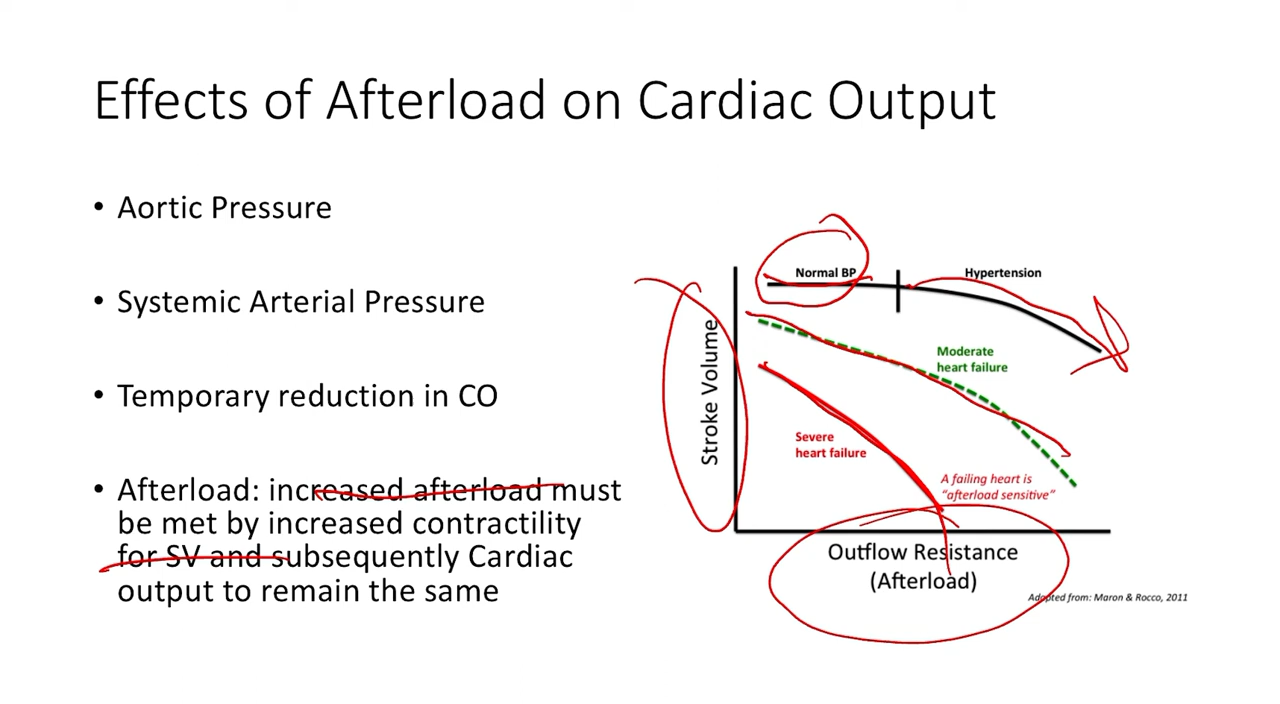 Effects of Afterload on Cardiac Output
• Aortic Pressure
• Systemic Arterial Pressure
• Temporary reduction in CO
• Afterload: increased afterload must
be met by increased contractility
for SV and subsequently Cardiac
output to remain the same
Normal BP
Hypertension
Stroke Volume
Moderate
heart failure
Severe
heart failure
A failing heart is
"afterload sensitive"
Outflow Resistance
(Afterload)
Adapted from: Maron & Rocco, 2011